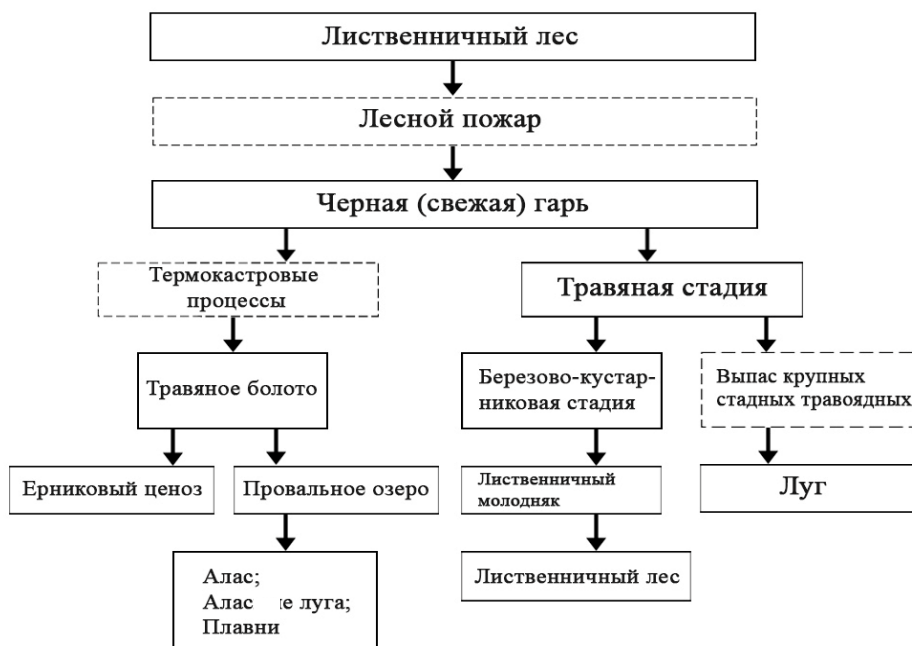 Лиственничный лес
Лесной пожар
Черная (свежая) гарь
Термокастровые
процессы
Травяная стадия
Травяное болото
Березово-кустар-
никовая стадия
Выпас крупных
стадных травоядных
Ерниковый ценоз
Провальное озеро
Лиственничный
молодняк
Луг
Алас;
Алас е луга;
Плавни
Лиственничный лес